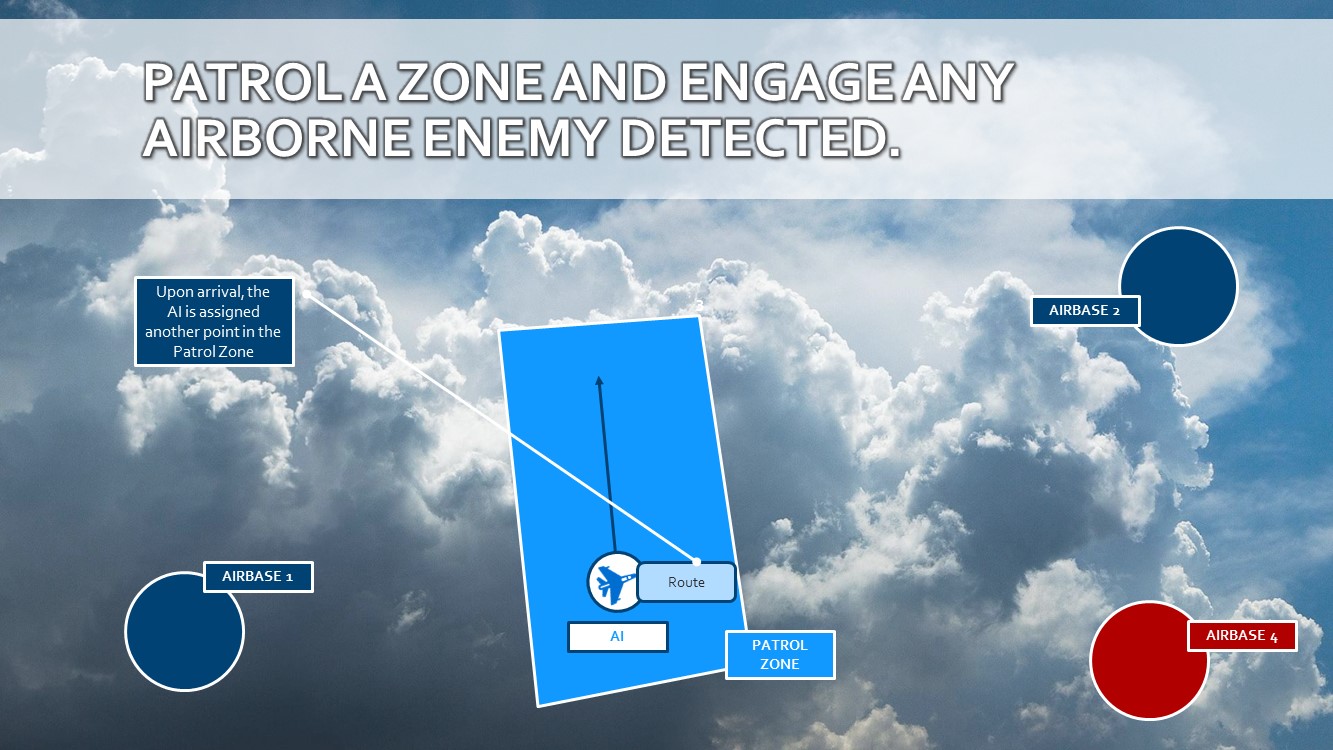 PATROL A ZONE AND ENGAGE ANY
AIRBORNE ENEMY DETECTED.
Upon arrival, the
AI is assigned
another point in the
Patrol Zone
AIRBASE 2
AIRBASE 1
Route
AI
PATROL
ZONE
AIRBASE 4